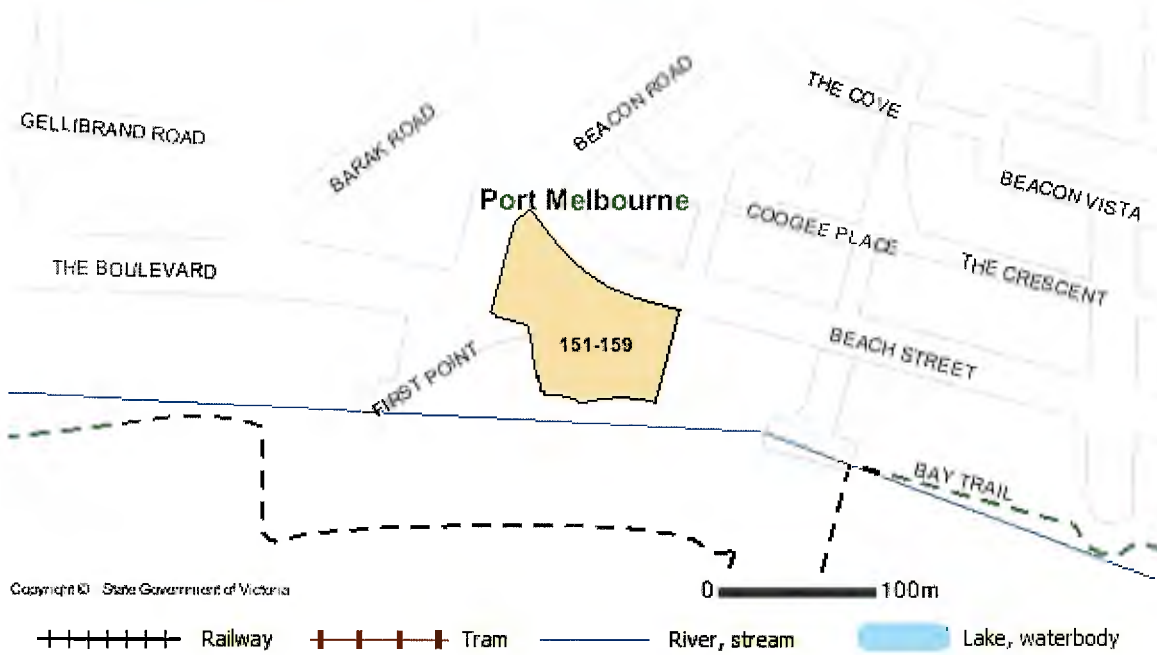 THE COVE
BEACON ROAD
GELLIBRAND ROAD
BARAK ROAD
BEACON VISTA
Port Melbourne
COOGEE PLACE
THE BOULEVARD
THE CRESCENT
151-159
BEACH STREET
FIRST POINT
BAY TRAIL
Copyright © State Government of Victoria
0 100m
Railway Tram River, stream Lake, waterbody